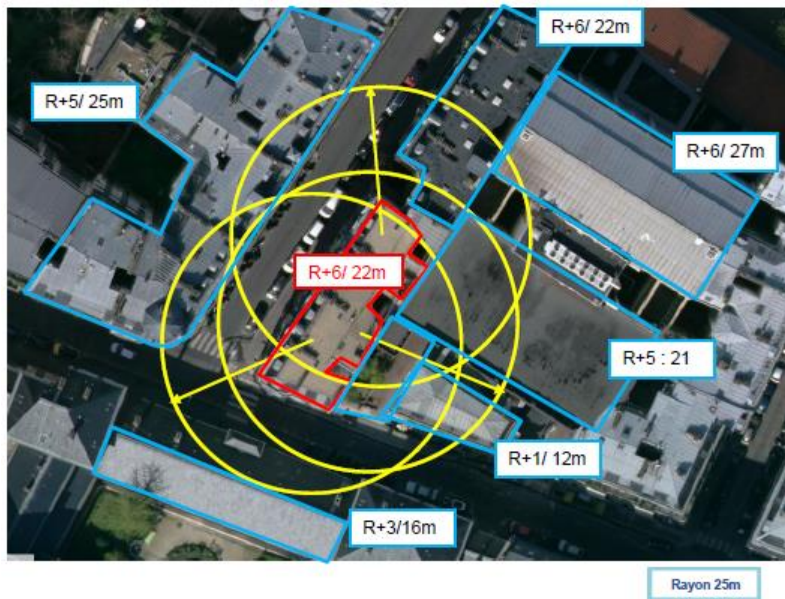 R+6/ 22m
R+5/ 25m
R+6/ 27m
R+6/ 22m
R+5 : 21
R+1/ 12m
R+3/16m
Rayon 25m